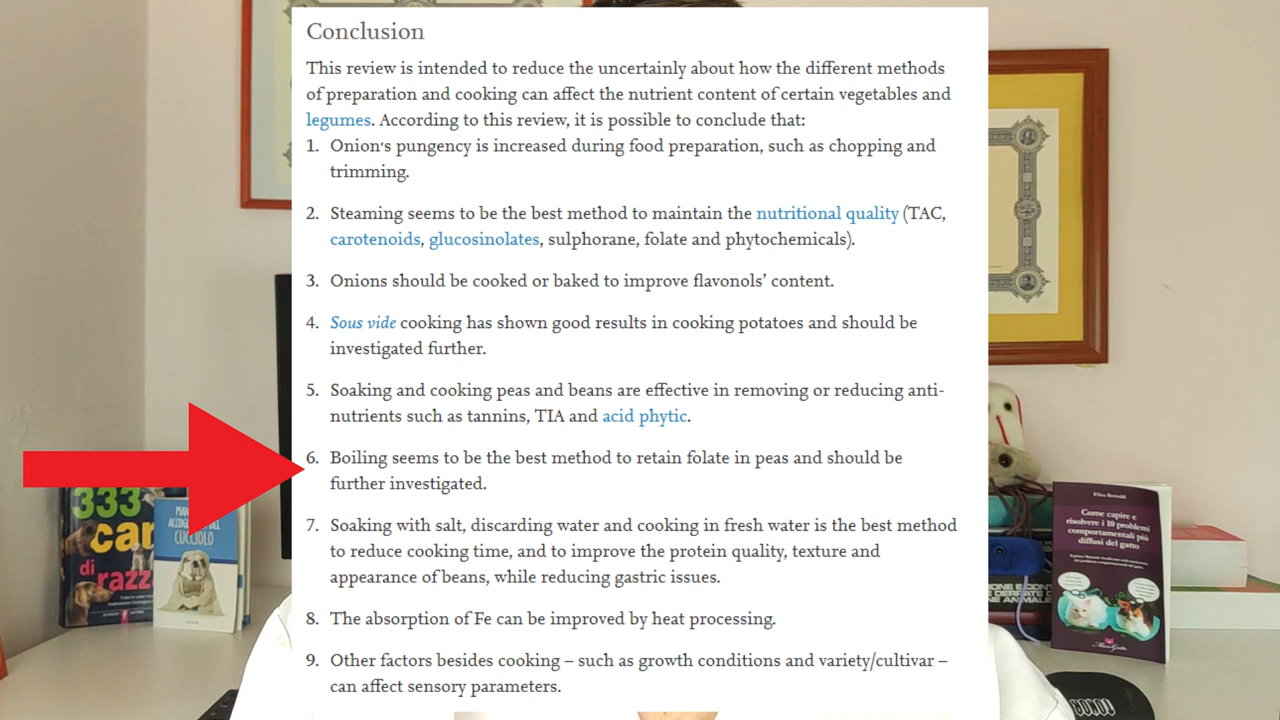 Conclusion
This review is intended to reduce the uncertainly about how the different methods
of preparation and cooking can affect the nutrient content of certain vegetables and
legumes. According to this review, it is possible to conclude that:
1. Onion's pungency is increased during food preparation, such as chopping and
trimming.
2. Steaming seems to be the best method to maintain the nutritional quality (TAC,
carotenoids, glucosinolates, sulphorane, folate and phytochemicals).
3. Onions should be cooked or baked to improve flavonols' content.
4. Sous vide cooking has shown good results in cooking potatoes and should be
investigated further.
5. Soaking and cooking peas and beans are effective in removing or reducing anti-
nutrients such as tannins, TIA and acid phytic.
6. Boiling seems to be the best method to retain folate in peas and should be
further investigated.
7. Soaking with salt, discarding water and cooking in fresh water is the best method
to reduce cooking time, and to improve the protein quality, texture and
appearance of beans, while reducing gastric issues.
8. The absorption of Fe can be improved by heat processing.
9. Other factors besides cooking – such as growth conditions and variety/cultivar –
can affect sensory parameters.
333
can
di
razz
CUCCIOLO
Elisa
Come capire e
risolvere i 10 problemi
comportamentali più
diffusi del gatto